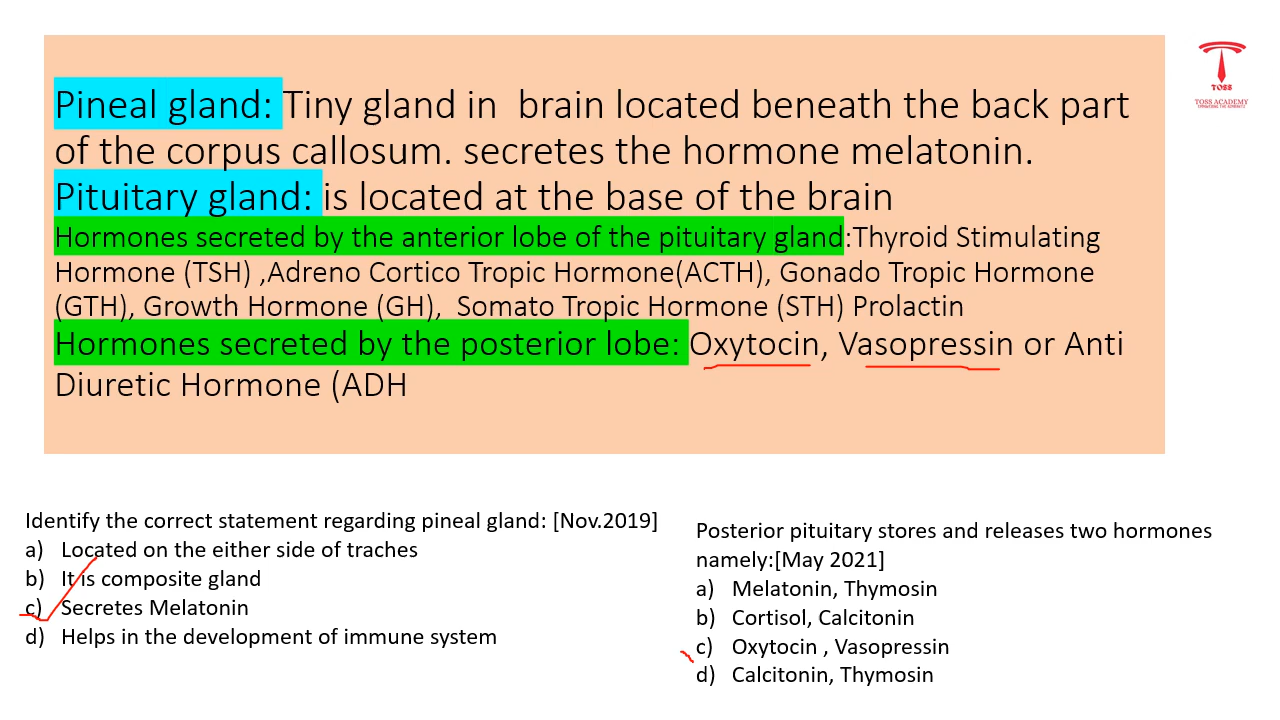 Pineal gland: Tiny gland in brain located beneath the back part
of the corpus callosum. secretes the hormone melatonin.
Pituitary gland: is located at the base of the brain
Hormones secreted by the anterior lobe of the pituitary gland:Thyroid Stimulating
Hormone (TSH) ,Adreno Cortico Tropic Hormone(ACTH), Gonado Tropic Hormone
(GTH), Growth Hormone (GH), Somato Tropic Hormone (STH) Prolactin
Hormones secreted by the posterior lobe: Oxytocin, Vasopressin or Anti
Diuretic Hormone (ADH
TOSS
TOSS ACADEMY
Identify the correct statement regarding pineal gland: [Nov.2019]
a) Located on the either side of traches
b) It is composite gland
c) Secretes Melatonin
d) Helps in the development of immune system
Posterior pituitary stores and releases two hormones
namely:[May 2021]
a) Melatonin, Thymosin
b) Cortisol, Calcitonin
c) Oxytocin , Vasopressin
d) Calcitonin, Thymosin